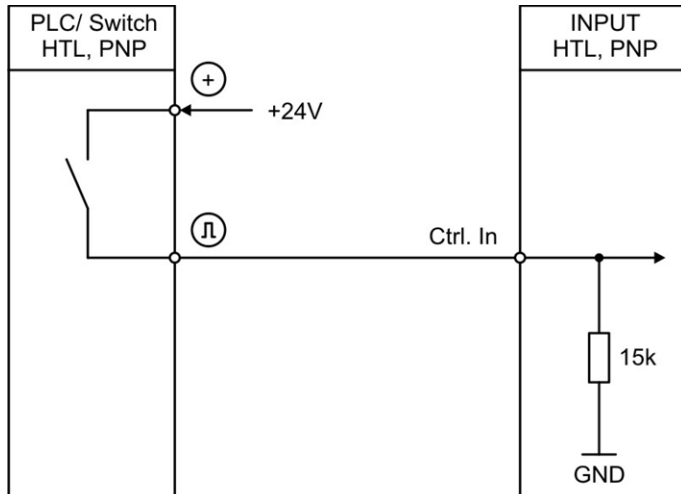 PLC/ Switch
HTL, PNP
INPUT
HTL, PNP
+
+24V
Ctrl. In
15k
GND